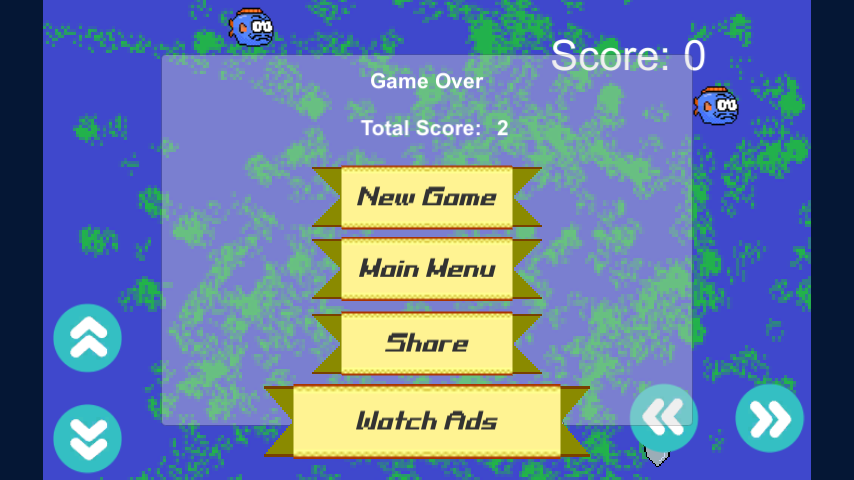 Score: 0
Game Over
Total Score: 2
New Game
Main Menu
Share
Watch Ads